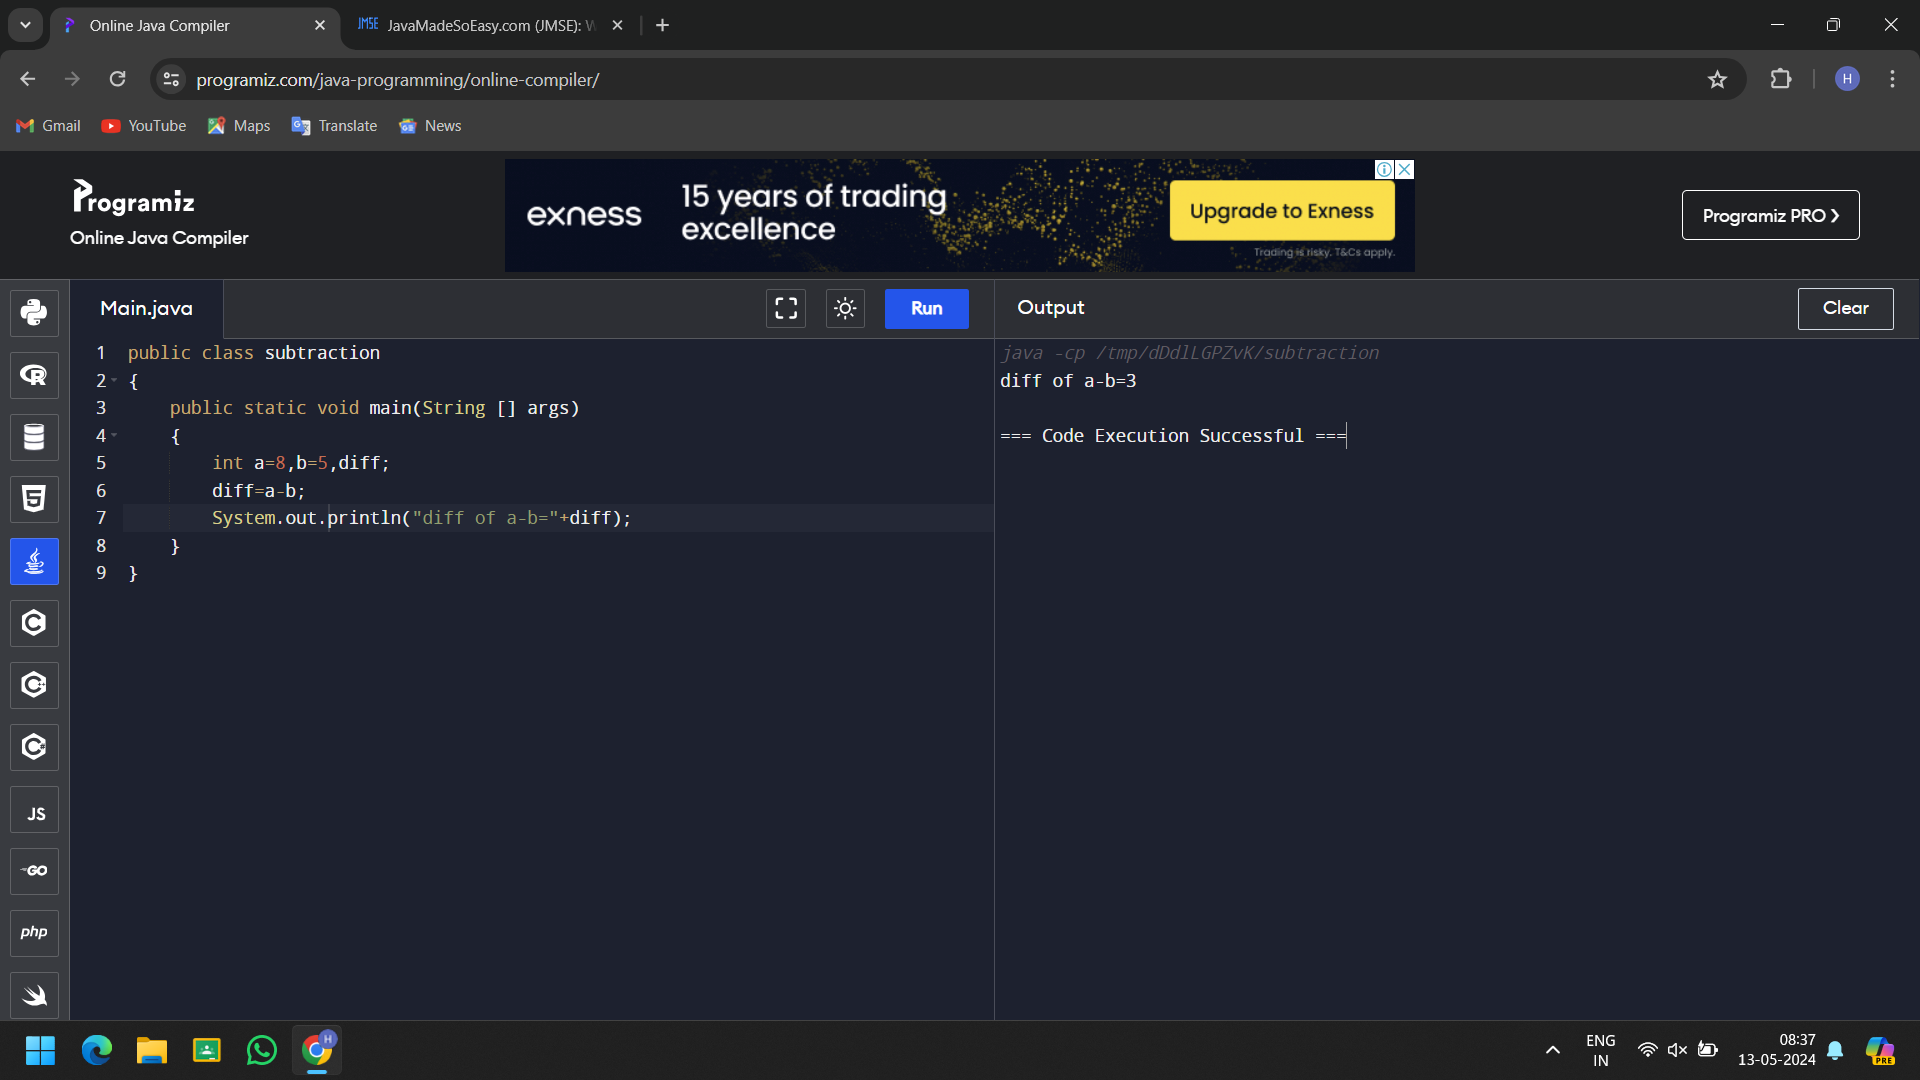 Online Java Compiler
JMSE JavaMadeSoEasy.com (JMSE): W
programiz.com/java-programming/online-compiler/
H
Gmail YouTube Maps Translate News
Programiz
Online Java Compiler
exness
15 years of trading
excellence
Upgrade to Exness
Trading is risky. T&Cs apply.
Programiz PRO ❯
Main.java
Run
Output
Clear
1 public class subtraction
2 {
3 public static void main(String [] args)
4 {
5 int a=8,b=5,diff;
6 diff=a-b;
7 System.out.println("diff of a-b="+diff);
8 }
9 }
java -cp /tmp/dDdlLGPZvK/subtraction
diff of a-b=3
=== Code Execution Successful ===
R
5
C
C
C
JS
GO
php
H
ENG
IN
08:37
13-05-2024
PRE